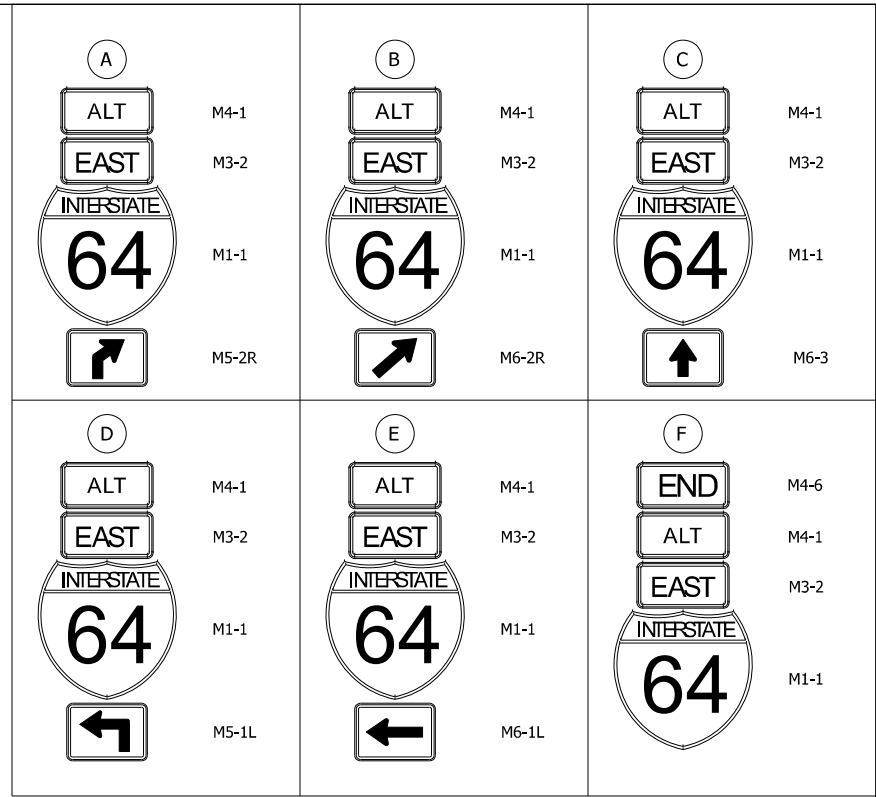 A
ALT M4-1
EAST M3-2
INTERSTATE
64 M1-1
M5-2R
B
ALT M4-1
EAST M3-2
INTERSTATE
64 M1-1
M6-2R
C
ALT M4-1
EAST M3-2
INTERSTATE
64 M1-1
M6-3
D
ALT M4-1
EAST M3-2
INTERSTATE
64 M1-1
M5-1L
E
ALT M4-1
EAST M3-2
INTERSTATE
64 M1-1
M6-1L
F
END M4-6
ALT M4-1
EAST M3-2
INTERSTATE
64 M1-1